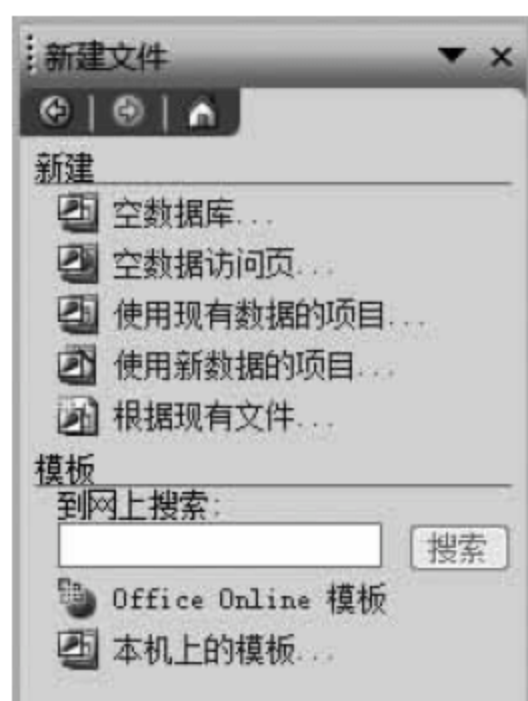 新建文件
新建
空数据库...
空数据访问页...
使用现有数据的项目...
使用新数据的项目...
根据现有文件...
模板
到网上搜索:
搜索
Office Online 模板
本机上的模板...